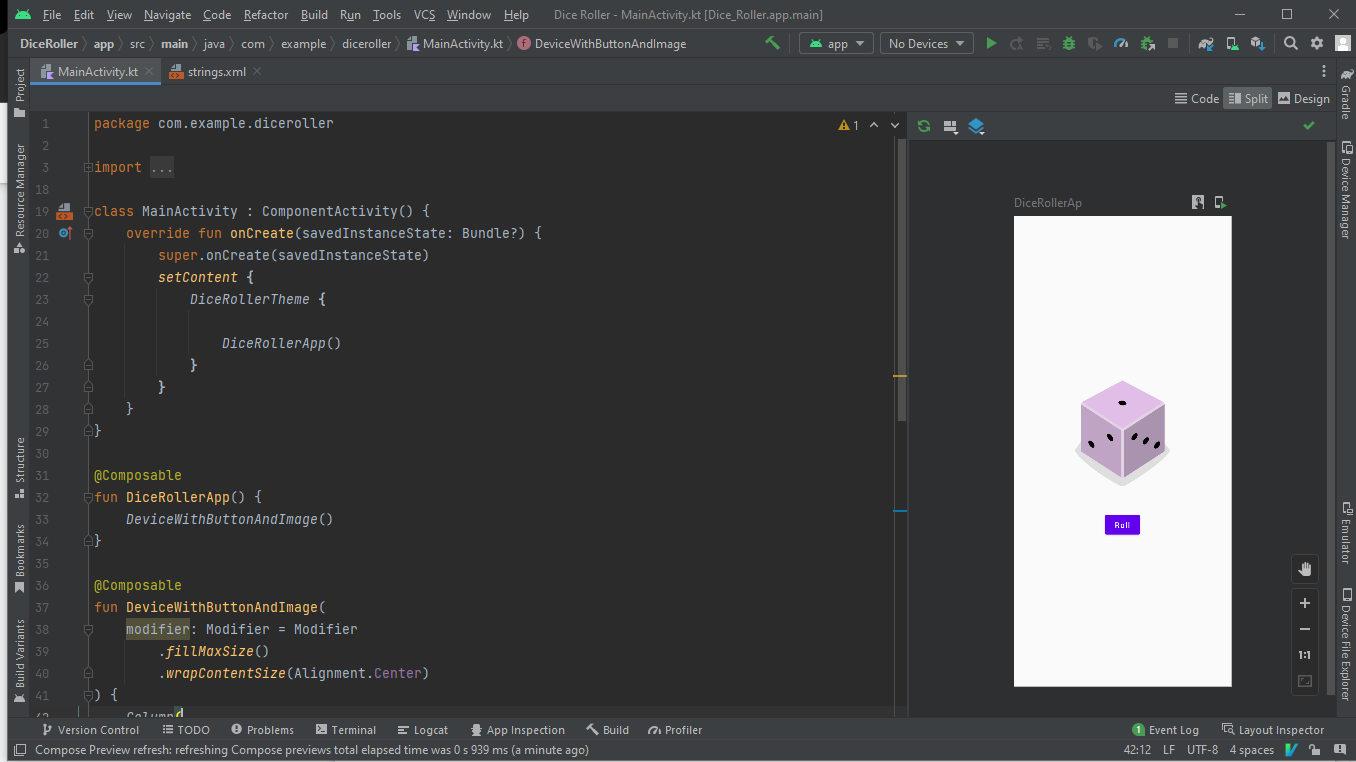 File Edit View Navigate Code Refactor Build Run Tools VCS Window Help Dice Roller - MainActivity.kt [Dice_Roller.app.main]
DiceRoller app src main java com example diceroller MainActivity.kt DeviceWithButtonAndImage app No Devices
MainActivity.kt strings.xml
Code Split Design
Project
Resource Manager
Structure
Bookmarks
Build Variants
1 package com.example.diceroller
2
3 import ...
18
19 class MainActivity : ComponentActivity() {
20 override fun onCreate(savedInstanceState: Bundle?) {
21 super.onCreate(savedInstanceState)
22 setContent {
23 DiceRollerTheme {
24
25 DiceRollerApp()
26 }
27 }
28 }
29 }
30
31 @Composable
32 fun DiceRollerApp() {
33 DeviceWithButtonAndImage()
34 }
35
36 @Composable
37 fun DeviceWithButtonAndImage(
38 modifier: Modifier = Modifier
39 .fillMaxSize()
40 .wrapContentSize(Alignment.Center)
41 ) {
42 Column(
1
DiceRollerAp
Roll
1:1
Gradle
Device Manager
Emulator
Device File Explorer
Version Control TODO Problems Terminal Logcat App Inspection Build Profiler 1 Event Log Layout Inspector
Compose Preview refresh: refreshing Compose previews total elapsed time was 0 s 939 ms (a minute ago) 42:12 LF UTF-8 4 spaces